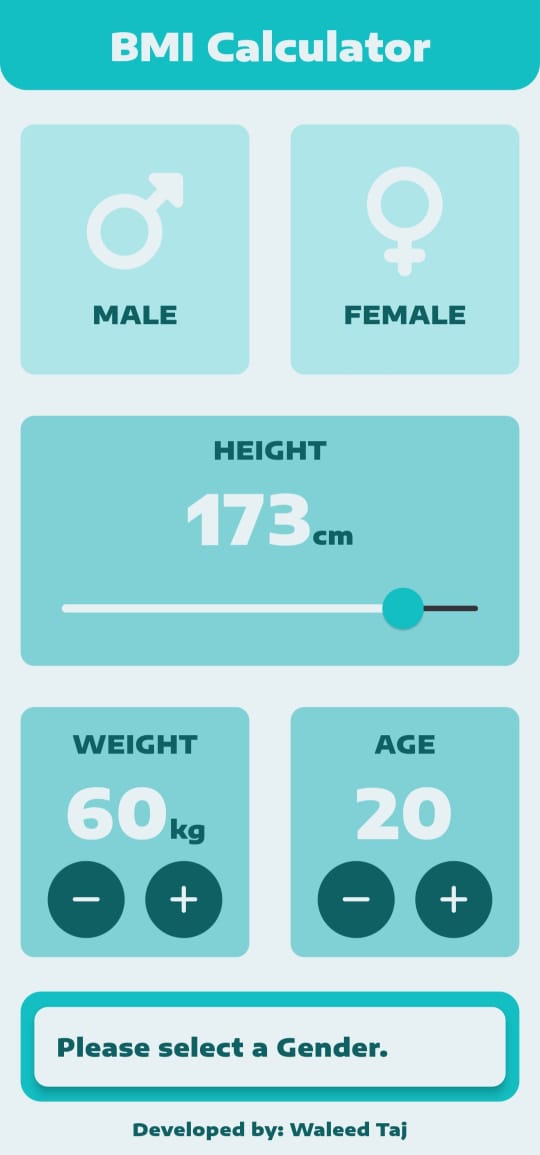 BMI Calculator
MALE
FEMALE
HEIGHT
173cm
WEIGHT
AGE
60kg
20
Please select a Gender.
Developed by: Waleed Taj